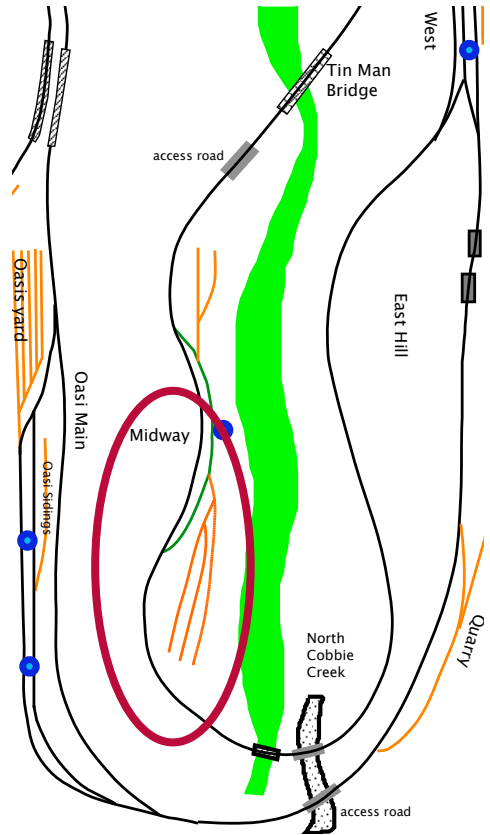 West
Tin Man
Bridge
access road
Oasis yard
East Hill
Oasi Main
Midway
Oasi Sidings
Quarry
North
Cobbie
Creek
access road